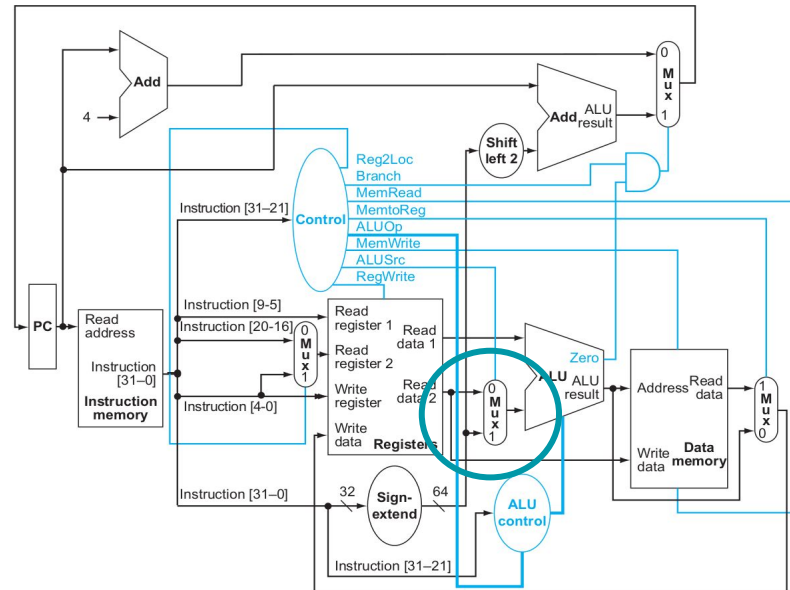 0
M
u
x
1
Add
4
Add
ALU
result
Shift
left 2
Reg2Loc
Branch
MemRead
MemtoReg
ALUOp
MemWrite
ALUSrc
RegWrite
Control
Instruction [31–21]
PC
Read
address
Instruction
[31–0]
Instruction
memory
Instruction [9-5]
Instruction [20-16]
Instruction [4-0]
0
M
u
x
1
Read
register 1
Read
register 2
Write
register
Write
data
Read
data 1
Read
data 2
Registers
0
M
u
x
1
Zero
ALU
ALU
result
Address
Read
data
Write
data
Data
memory
1
M
u
x
0
Instruction [31–0]
32
Sign-
extend
64
ALU
control
Instruction [31–21]